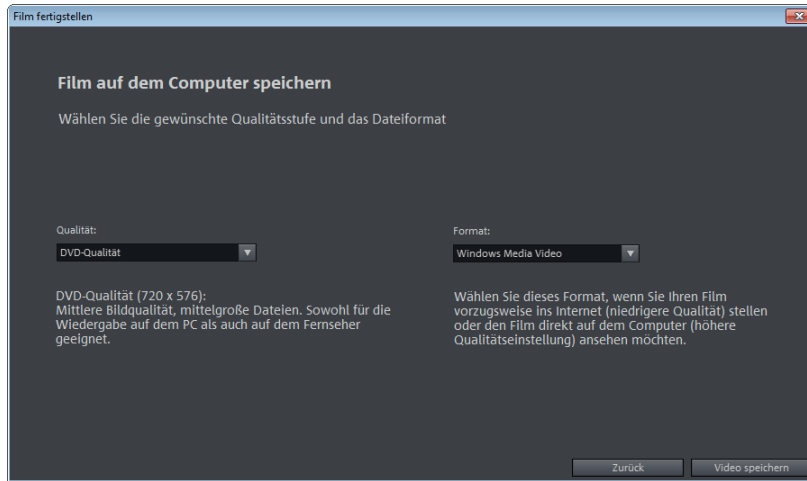 Film fertigstellen
Film auf dem Computer speichern
Wählen Sie die gewünschte Qualitätsstufe und das Dateiformat
Qualität:
DVD-Qualität
DVD-Qualität (720 x 576):
Mittlere Bildqualität, mittelgroße Dateien. Sowohl für die
Wiedergabe auf dem PC als auch auf dem Fernseher
geeignet.
Format:
Windows Media Video
Wählen Sie dieses Format, wenn Sie Ihren Film
vorzugsweise ins Internet (niedrigere Qualität) stellen
oder den Film direkt auf dem Computer (höhere
Qualitätseinstellung) ansehen möchten.
Zurück
Video speichern